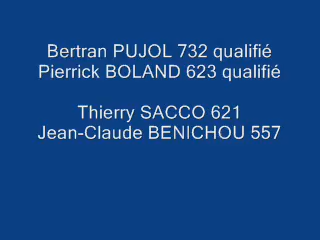 Bertran PUJOL 732 qualifié
Pierrick BOLAND 623 qualifié
Thierry SACCO 621
Jean-Claude BENICHOU 557